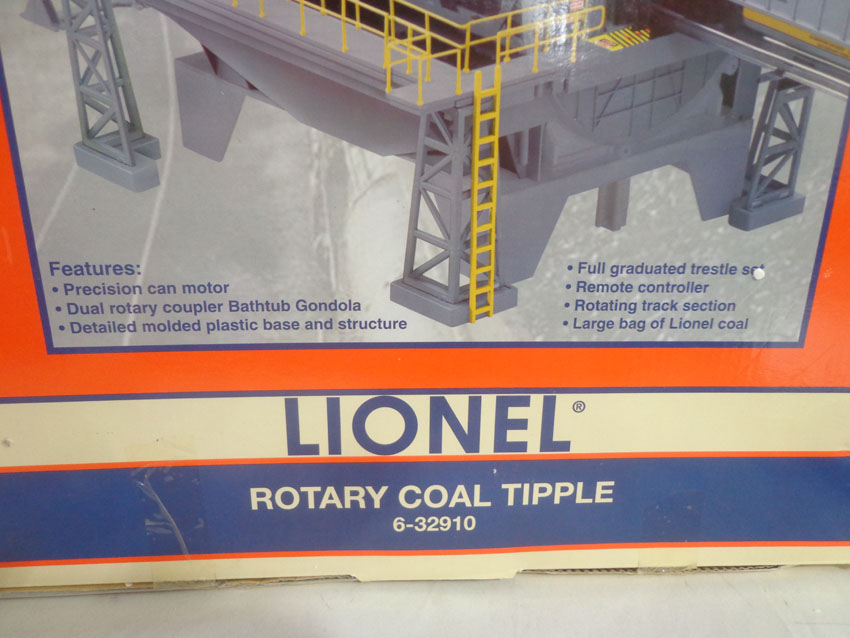 Features:
• Precision can motor
• Dual rotary coupler Bathtub Gondola
• Detailed molded plastic base and structure
• Full graduated trestle set
• Remote controller
• Rotating track section
• Large bag of Lionel coal
LIONEL®
ROTARY COAL TIPPLE
6-32910